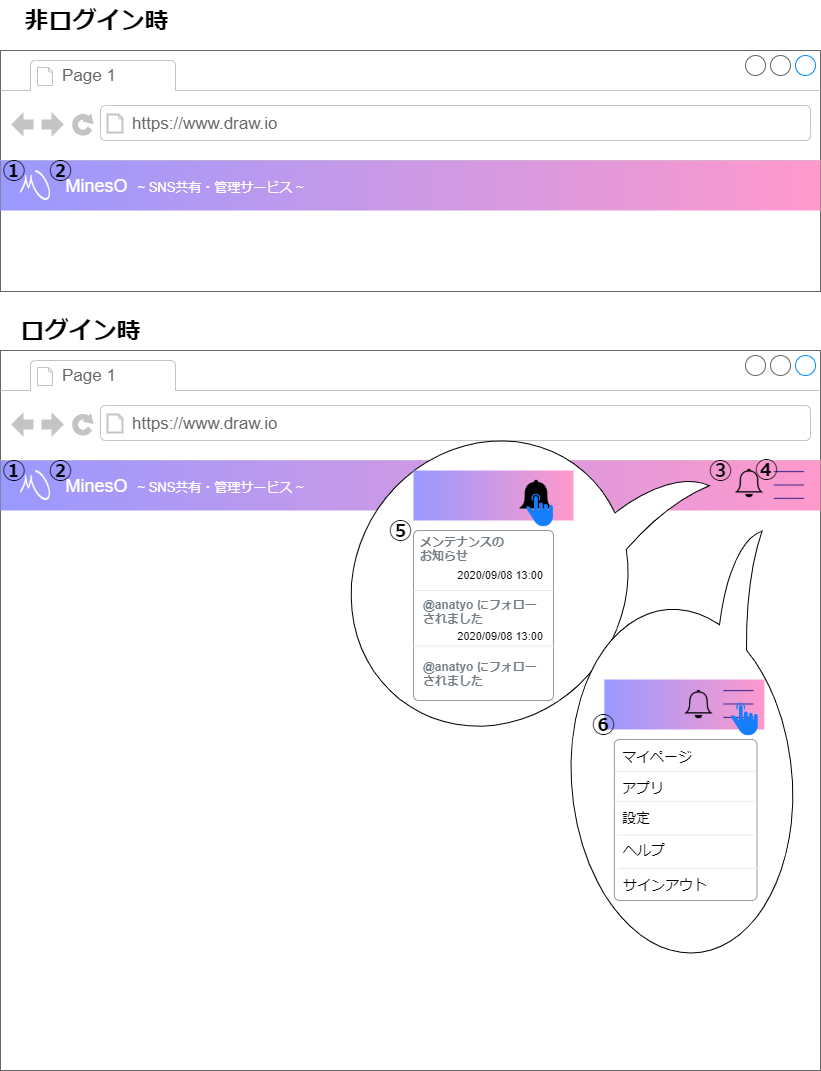 非ログイン時
Page 1
https://www.draw.io
① ② MinesO ~ SNS共有・管理サービス ~
ログイン時
Page 1
https://www.draw.io
① ② MinesO ~ SNS共有・管理サービス ~ ③ ④
⑤
メンテナンスの
お知らせ
2020/09/08 13:00
@anatyo にフォロー
されました
2020/09/08 13:00
@anatyo にフォロー
されました
⑥
マイページ
アプリ
設定
ヘルプ
サインアウト